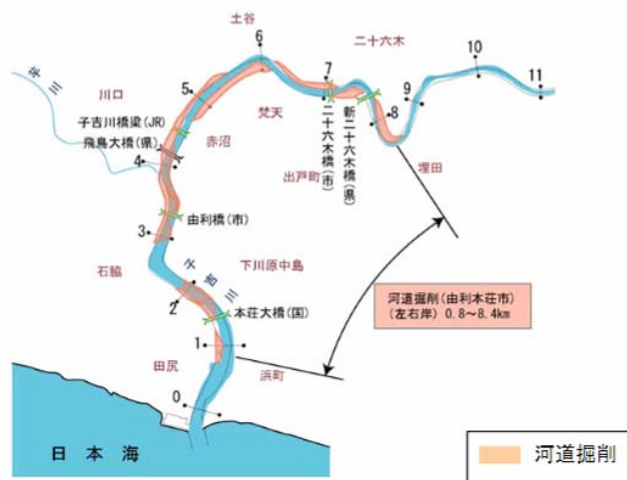 土谷
6
二十六木
7
10
11
9
8
芋川
川口
5
梵天
子吉川橋梁(JR)
飛鳥大橋(県)
赤沼
4
二十六木橋(市)
新二十六木橋(県)
埋田
出戸町
由利橋(市)
3
石脇
下川原中島
子吉川
2
本荘大橋(国)
河道掘削(由利本荘市)
(左右岸) 0.8~8.4km
1
田尻
浜町
0
日本海
河道掘削